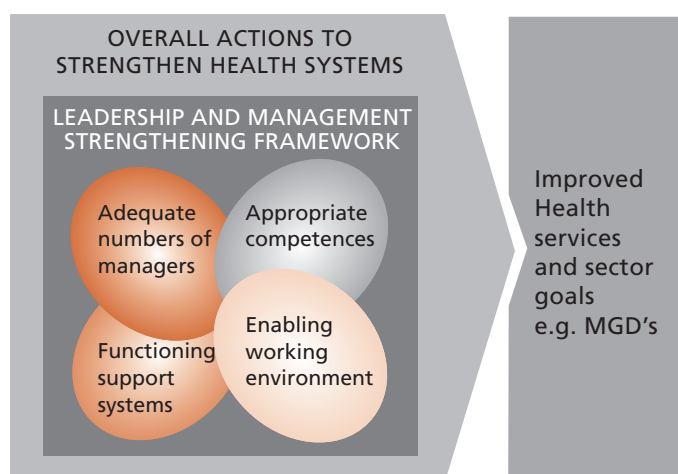 OVERALL ACTIONS TO
STRENGTHEN HEALTH SYSTEMS
LEADERSHIP AND MANAGEMENT
STRENGTHENING FRAMEWORK
Adequate
numbers of
managers
Appropriate
competences
Functioning
support
systems
Enabling
working
environment
Improved
Health
services
and sector
goals
e.g. MGD's